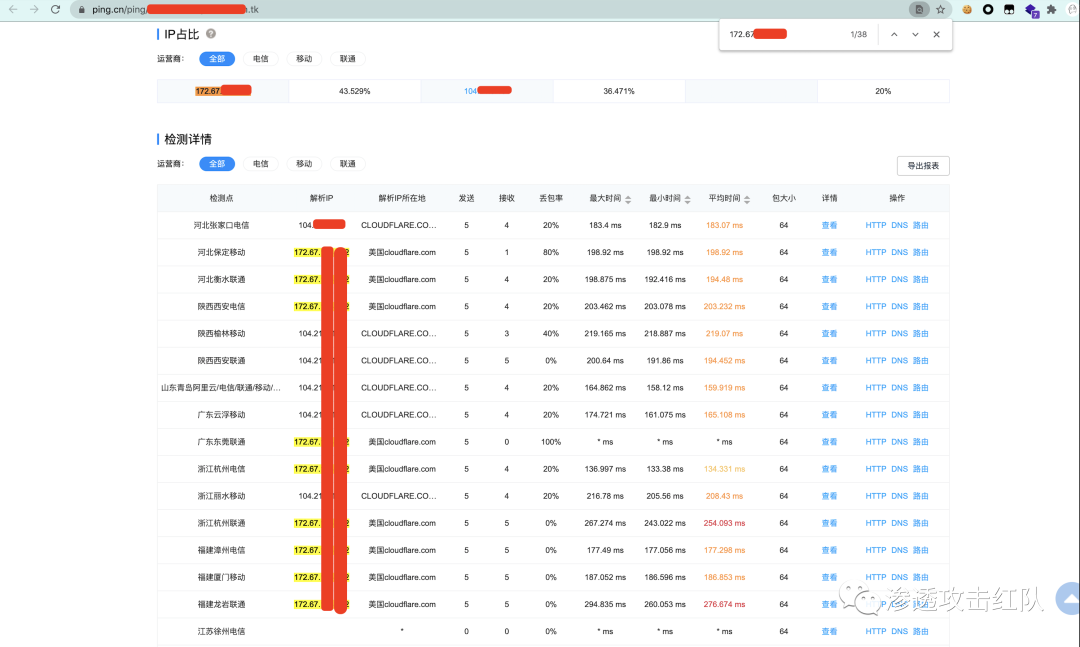 ping.cn/ping/ .tk
172.67. 1/38
IP占比
运营商: 全部 电信 移动 联通
172.67. 43.529% 104 36.471% 20%
检测详情
运营商: 全部 电信 移动 联通 导出报表
检测点 解析IP 解析IP所在地 发送 接收 丢包率 最大时间 最小时间 平均时间 包大小 详情 操作
河北张家口电信 104. CLOUDFLARE.CO... 5 4 20% 183.4 ms 182.9 ms 183.07 ms 64 查看 HTTP DNS 路由
河北保定移动 172.67. 2 美国cloudflare.com 5 1 80% 198.92 ms 198.92 ms 198.92 ms 64 查看 HTTP DNS 路由
河北衡水联通 172.67. 2 美国cloudflare.com 5 4 20% 198.875 ms 192.416 ms 194.48 ms 64 查看 HTTP DNS 路由
陕西西安电信 172.67. 2 美国cloudflare.com 5 4 20% 203.462 ms 203.078 ms 203.232 ms 64 查看 HTTP DNS 路由
陕西榆林移动 104.21 CLOUDFLARE.CO... 5 3 40% 219.165 ms 218.887 ms 219.07 ms 64 查看 HTTP DNS 路由
陕西西安联通 104.21 CLOUDFLARE.CO... 5 5 0% 200.64 ms 191.86 ms 194.452 ms 64 查看 HTTP DNS 路由
山东青岛阿里云/电信/联通/移动/... 104.21 CLOUDFLARE.CO... 5 4 20% 164.862 ms 158.12 ms 159.919 ms 64 查看 HTTP DNS 路由
广东云浮移动 104.21 CLOUDFLARE.CO... 5 4 20% 174.721 ms 161.075 ms 165.108 ms 64 查看 HTTP DNS 路由
广东东莞联通 172.67. 2 美国cloudflare.com 5 0 100% * ms * ms * ms 64 查看 HTTP DNS 路由
浙江杭州电信 172.67. 2 美国cloudflare.com 5 4 20% 136.997 ms 133.38 ms 134.331 ms 64 查看 HTTP DNS 路由
浙江丽水移动 104.21 CLOUDFLARE.CO... 5 4 20% 216.78 ms 205.56 ms 208.43 ms 64 查看 HTTP DNS 路由
浙江杭州联通 172.67. 2 美国cloudflare.com 5 5 0% 267.274 ms 243.022 ms 254.093 ms 64 查看 HTTP DNS 路由
福建漳州电信 172.67. 2 美国cloudflare.com 5 5 0% 177.49 ms 177.056 ms 177.298 ms 64 查看 HTTP DNS 路由
福建厦门移动 172.67. 2 美国cloudflare.com 5 5 0% 187.052 ms 186.596 ms 186.853 ms 64 查看 HTTP DNS 路由
福建龙岩联通 172.67. 2 美国cloudflare.com 5 5 0% 294.835 ms 260.053 ms 276.674 ms 64 查看 HTTP DNS 路由
渗透攻击红队
江苏徐州电信 * 0 0 0% * ms * ms * ms 64 查看 HTTP DNS 路由